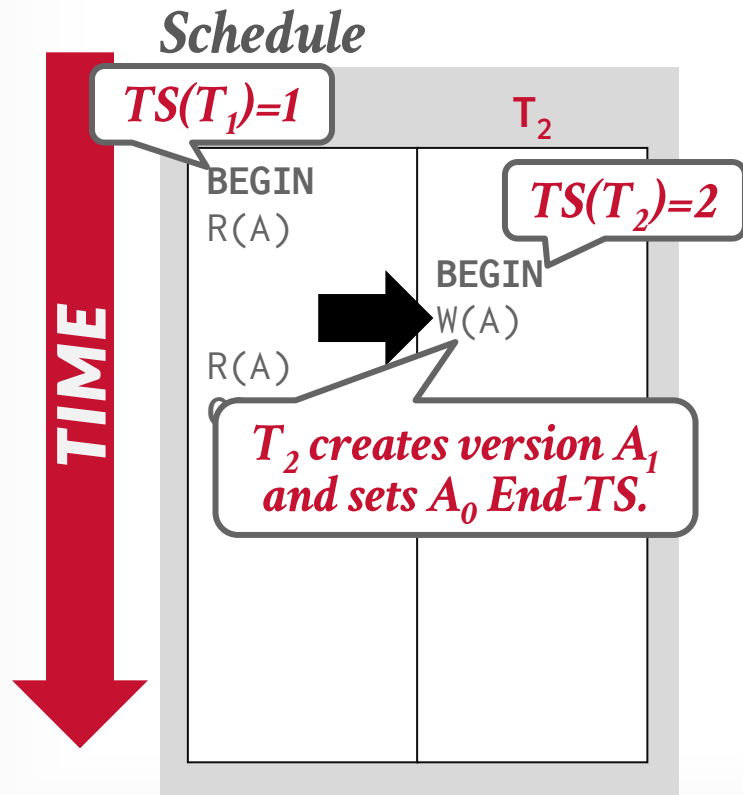 Schedule
TS(T₁)=1
T₂
BEGIN
R(A)
TS(T₂)=2
BEGIN
W(A)
R(A)
T₂ creates version A₁
and sets A₀ End-TS.
TIME